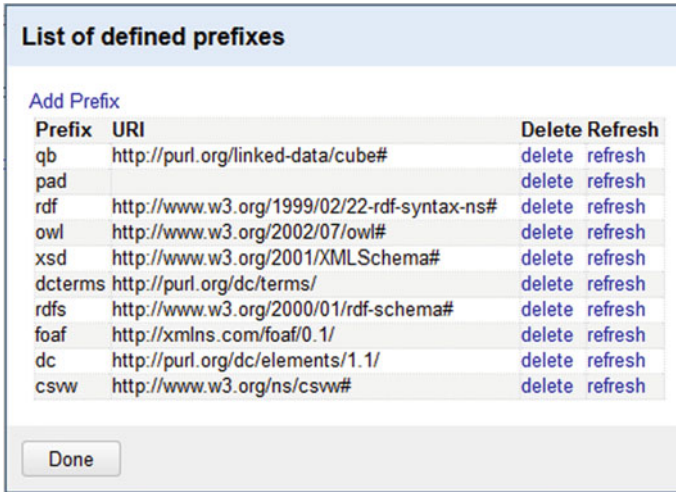 List of defined prefixes
Add Prefix
Prefix URI Delete Refresh
qb http://purl.org/linked-data/cube# delete refresh
pad delete refresh
rdf http://www.w3.org/1999/02/22-rdf-syntax-ns# delete refresh
owl http://www.w3.org/2002/07/owl# delete refresh
xsd http://www.w3.org/2001/XMLSchema# delete refresh
dcterms http://purl.org/dc/terms/ delete refresh
rdfs http://www.w3.org/2000/01/rdf-schema# delete refresh
foaf http://xmlns.com/foaf/0.1/ delete refresh
dc http://purl.org/dc/elements/1.1/ delete refresh
csvw http://www.w3.org/ns/csvw# delete refresh
Done